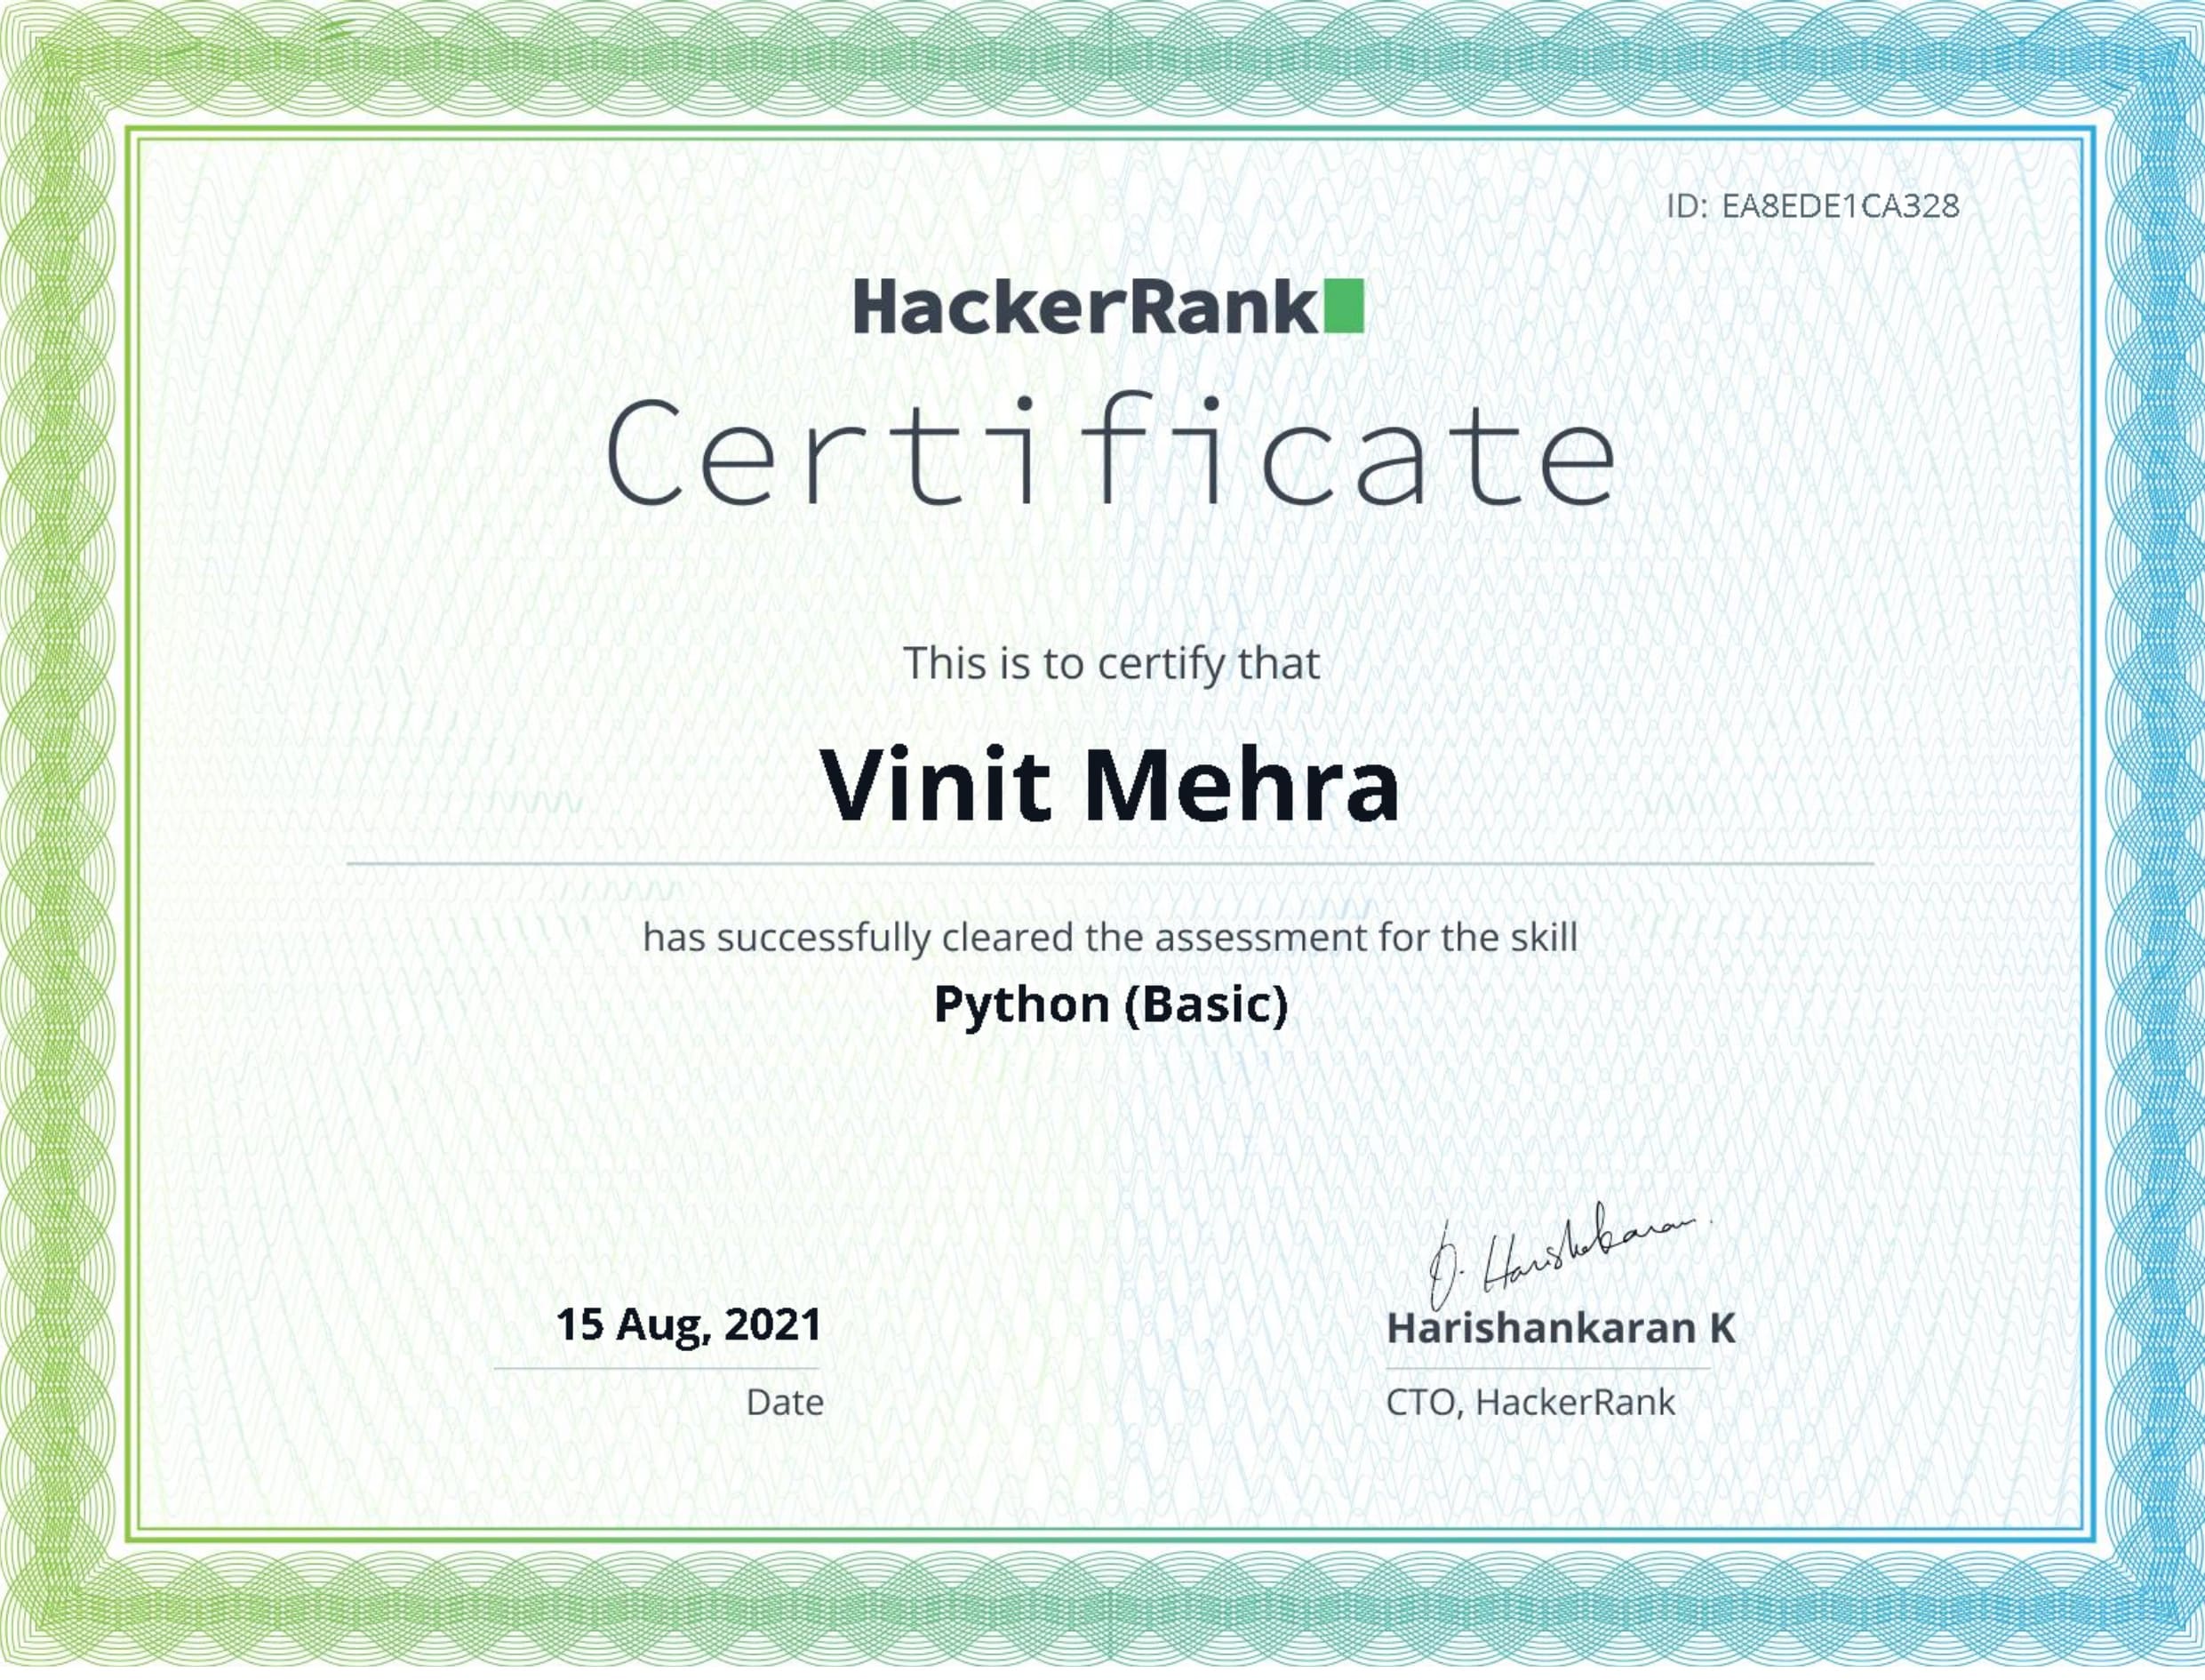 ID: EA8EDE1CA328
HackerRank
Certificate
This is to certify that
Vinit Mehra
has successfully cleared the assessment for the skill
Python (Basic)
15 Aug, 2021
Date
Harishankaran K
CTO, HackerRank